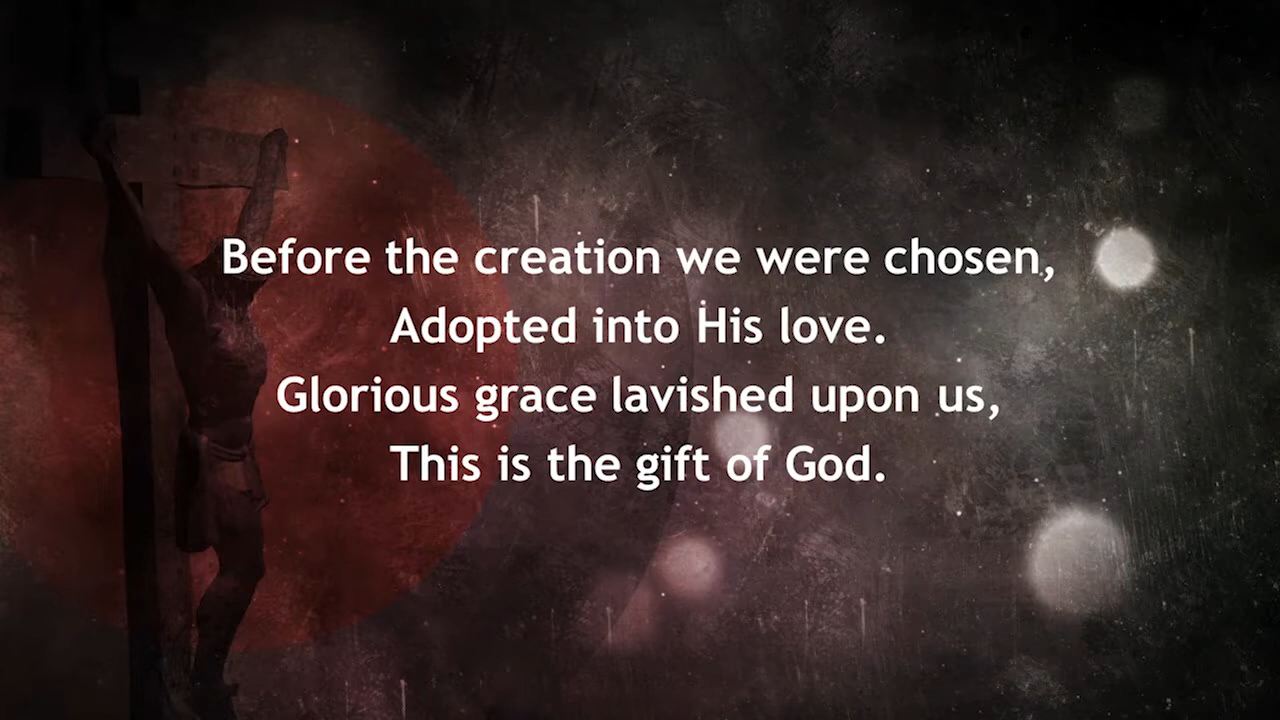 Before the creation we were chosen,
Adopted into His love.
Glorious grace lavished upon us,
This is the gift of God.